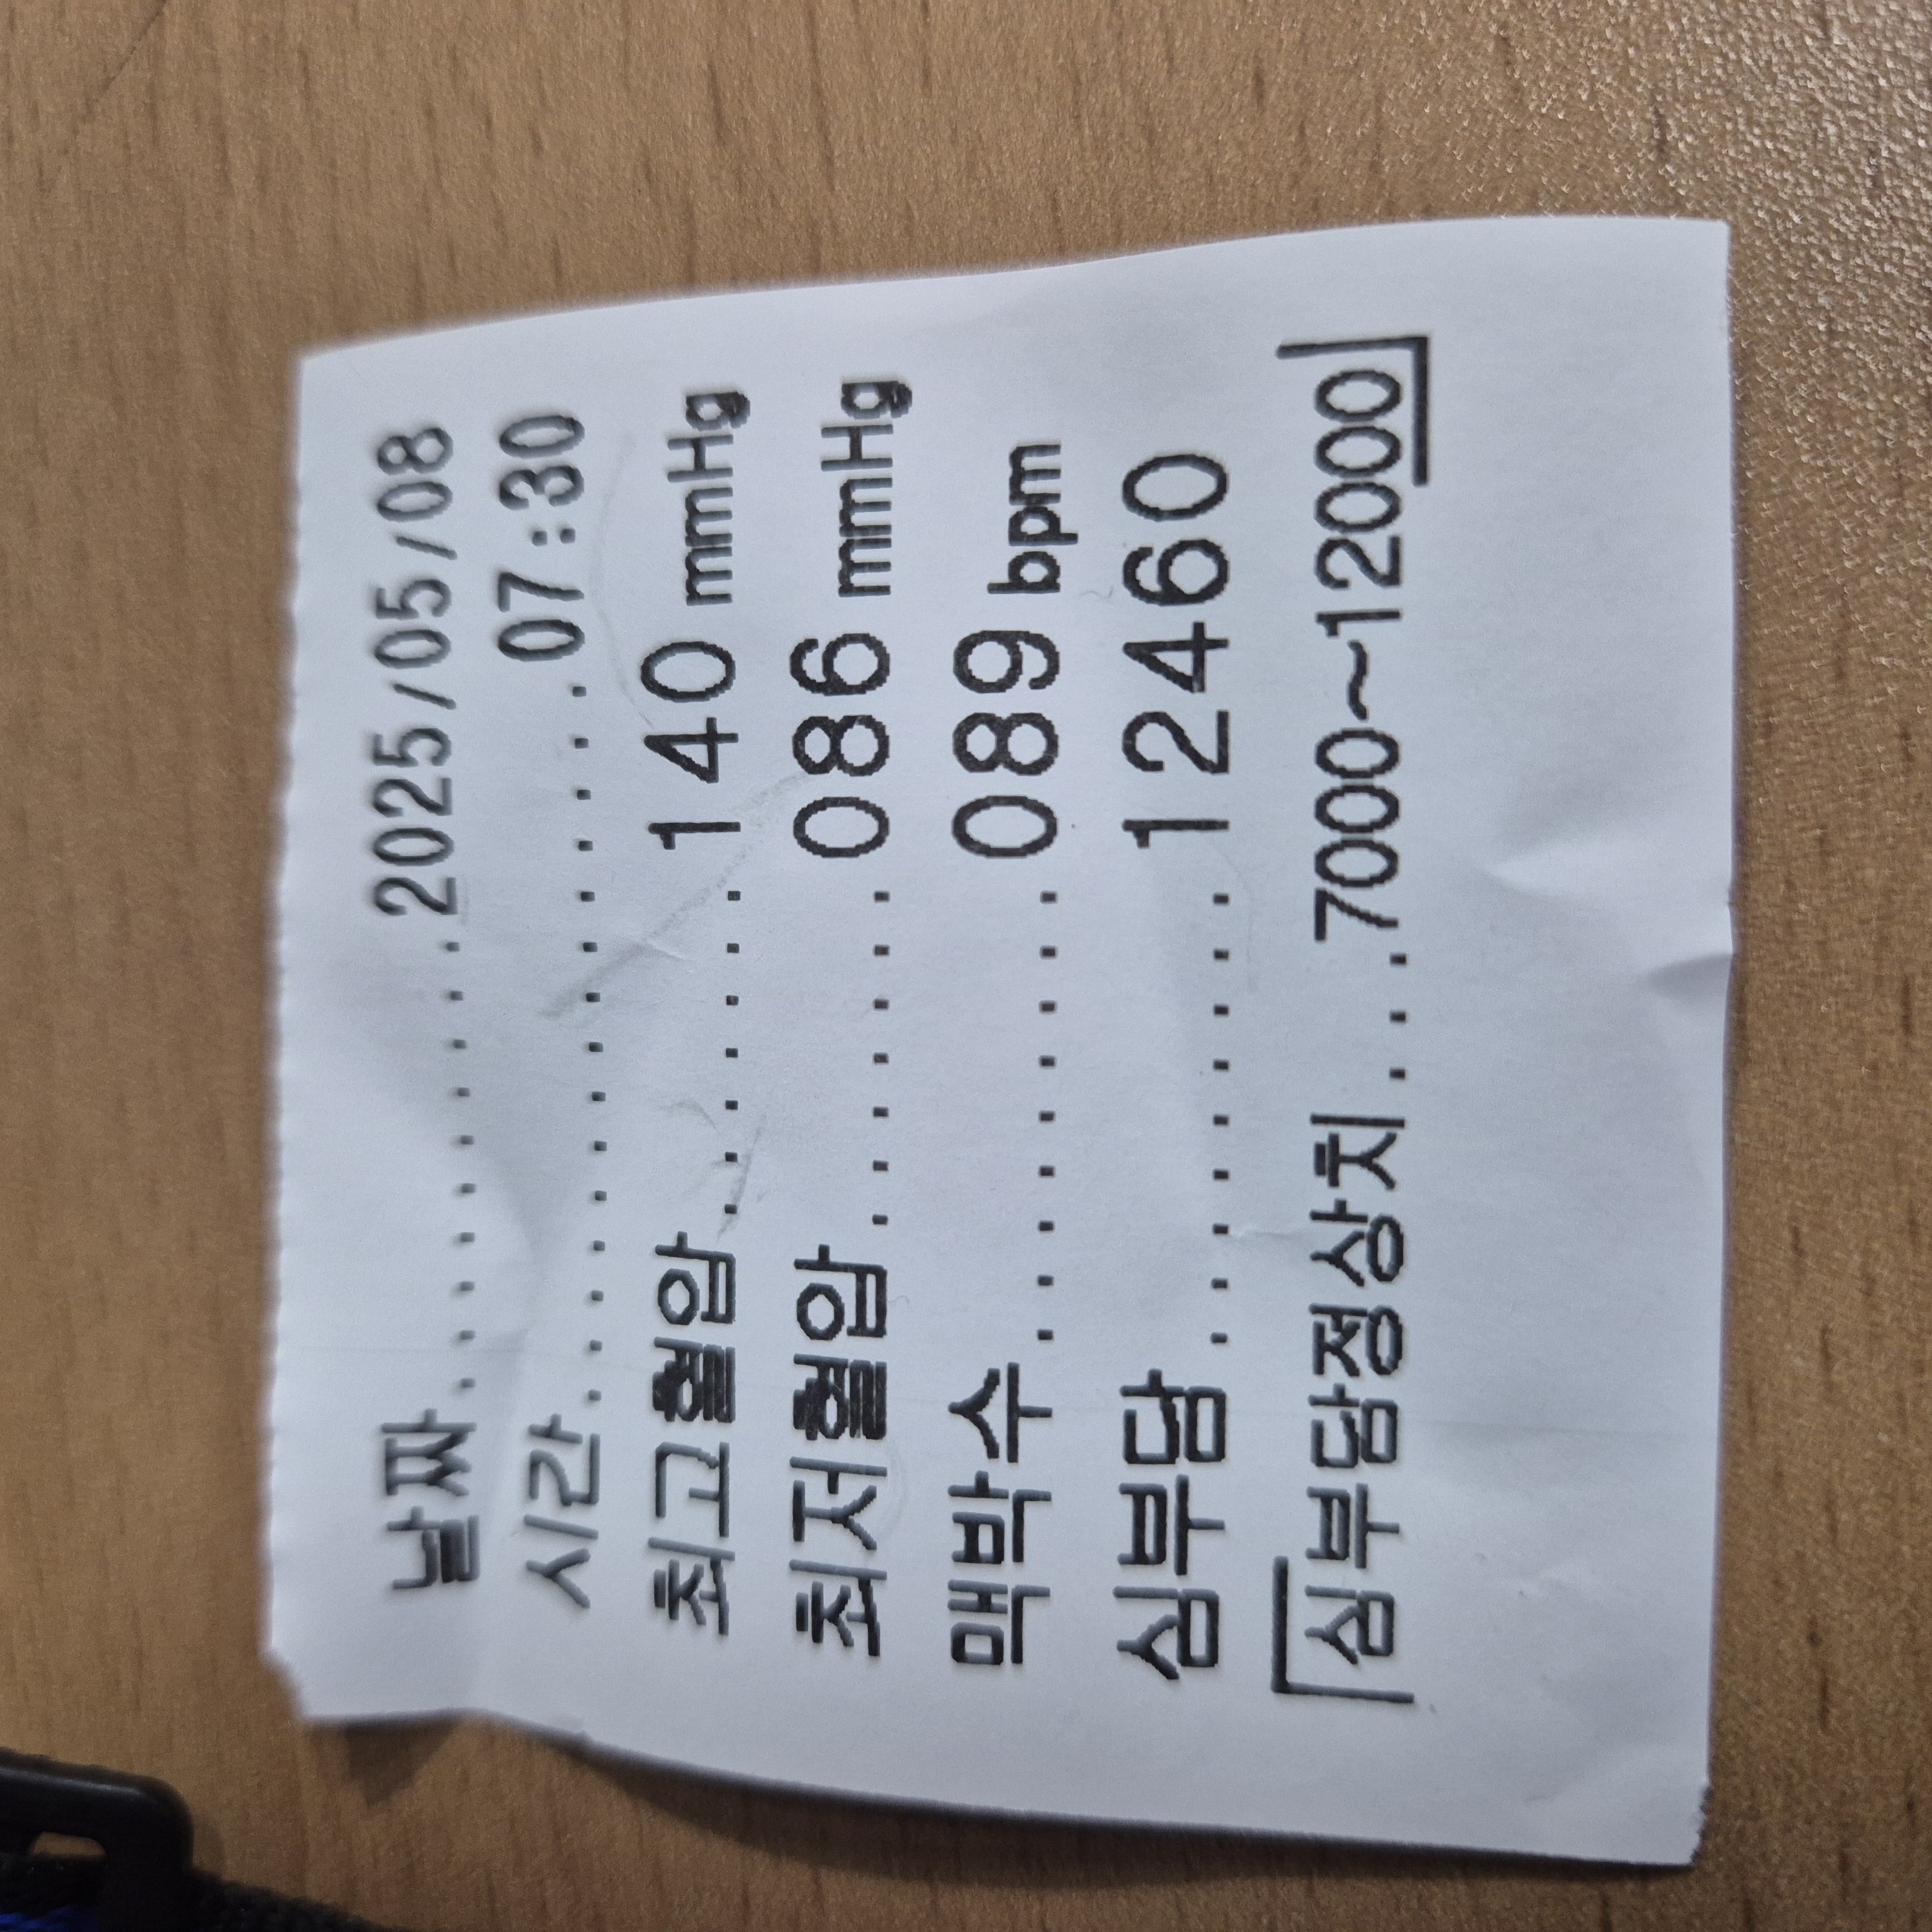 날짜..........2025/05/08
시간...............07:30
최고혈압.......140 mmHg
최저혈압.......086 mmHg
맥박수.........089 bpm
심부담.........12460
「심부담정상치...7000~12000」